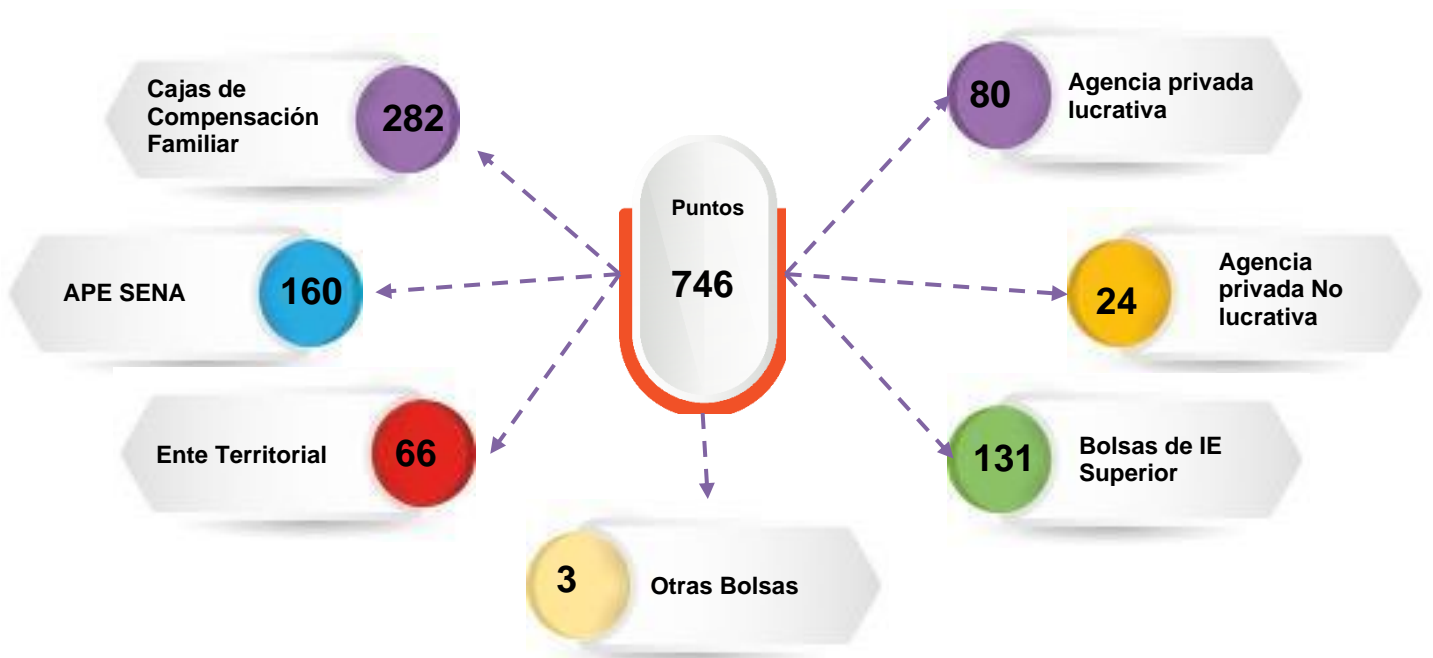 Cajas de
Compensación
Familiar
282
APE SENA
160
Ente Territorial
66
Puntos
746
3
Otras Bolsas
80
Agencia privada
lucrativa
24
Agencia
privada No
lucrativa
131
Bolsas de IE
Superior